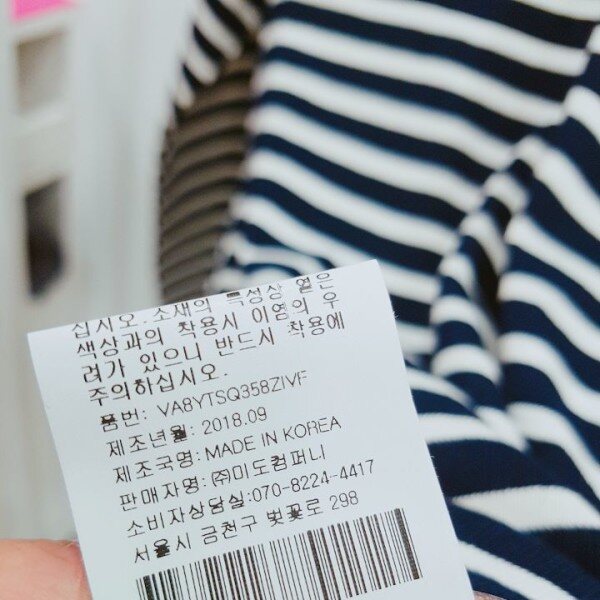 십시오. 소재의 특성상 옅은
색상과의 착용시 이염의 우
려가 있으니 반드시 착용에
주의하십시오.
품번: VA8YTSQ358ZIVF
제조년월: 2018.09
제조국명: MADE IN KOREA
판매자명: ㈜미도컴퍼니
소비자상담실:070-8224-4417
서울시 금천구 벚꽃로 298